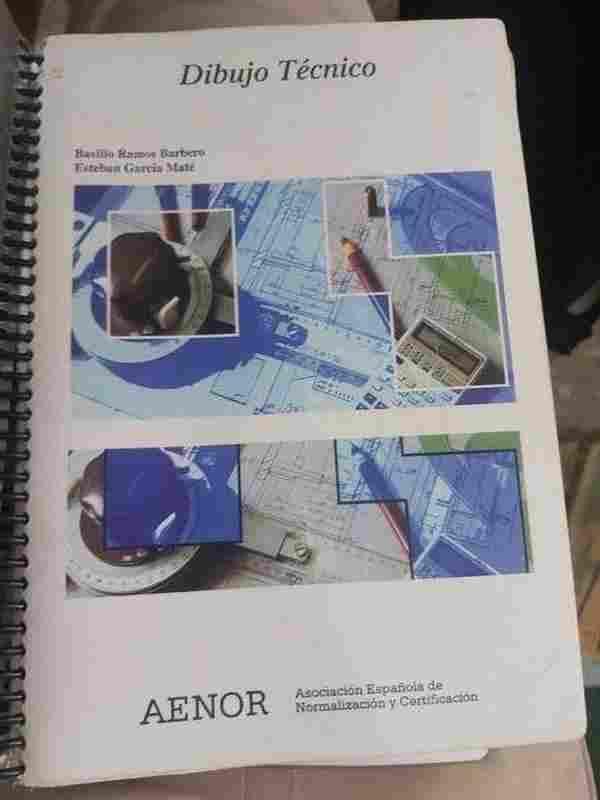 Dibujo Técnico
Basilio Ramos Barbero
Esteban García Maté
AENOR
Asociación Española de
Normalización y Certificación